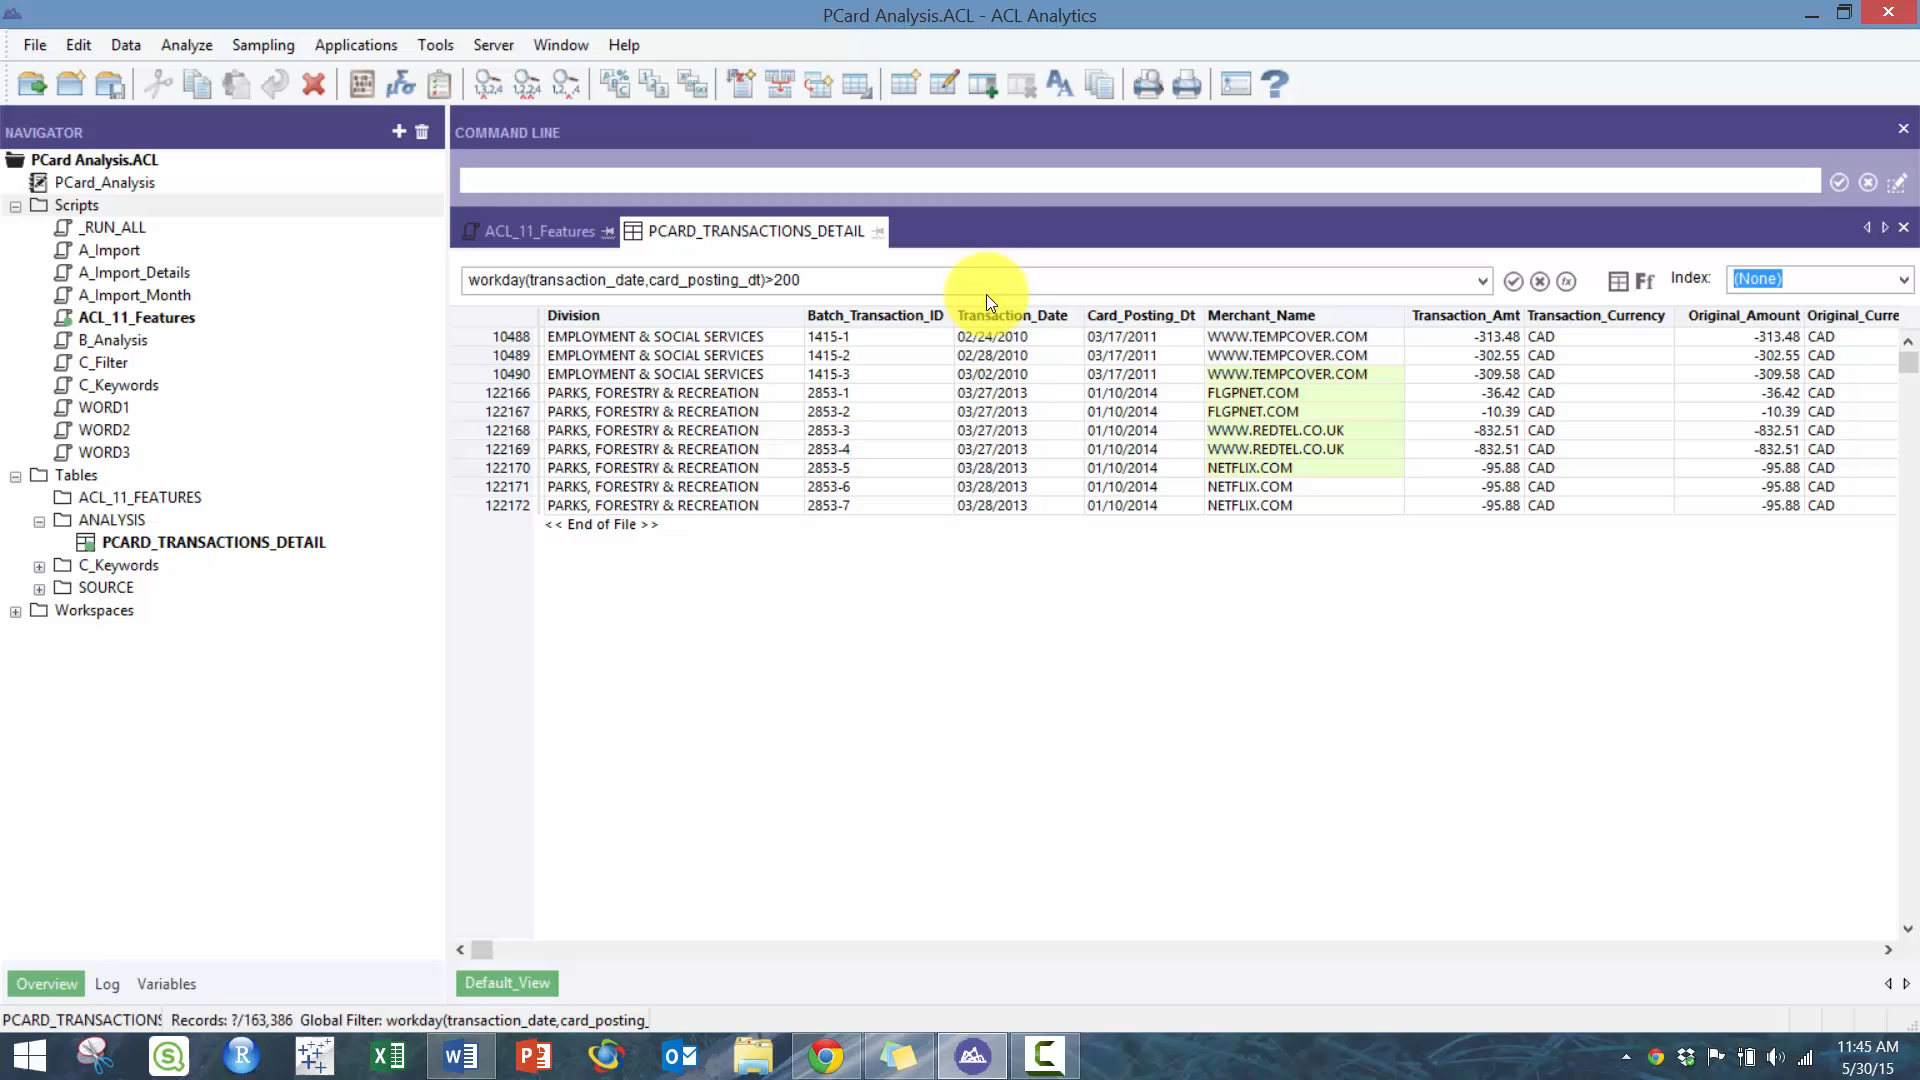 PCard Analysis.ACL - ACL Analytics
File Edit Data Analyze Sampling Applications Tools Server Window Help
NAVIGATOR
COMMAND LINE
PCard Analysis.ACL
PCard_Analysis
Scripts
_RUN_ALL
A_Import
A_Import_Details
A_Import_Month
ACL_11_Features
B_Analysis
C_Filter
C_Keywords
WORD1
WORD2
WORD3
Tables
ACL_11_FEATURES
ANALYSIS
PCARD_TRANSACTIONS_DETAIL
C_Keywords
SOURCE
Workspaces
ACL_11_Features PCARD_TRANSACTIONS_DETAIL
workday(transaction_date,card_posting_dt)>200 Index: (None)
Division Batch_Transaction_ID Transaction_Date Card_Posting_Dt Merchant_Name Transaction_Amt Transaction_Currency Original_Amount Original_Curre
10488 EMPLOYMENT & SOCIAL SERVICES 1415-1 02/24/2010 03/17/2011 WWW.TEMPCOVER.COM -313.48 CAD -313.48 CAD
10489 EMPLOYMENT & SOCIAL SERVICES 1415-2 02/28/2010 03/17/2011 WWW.TEMPCOVER.COM -302.55 CAD -302.55 CAD
10490 EMPLOYMENT & SOCIAL SERVICES 1415-3 03/02/2010 03/17/2011 WWW.TEMPCOVER.COM -309.58 CAD -309.58 CAD
122166 PARKS, FORESTRY & RECREATION 2853-1 03/27/2013 01/10/2014 FLGPNET.COM -36.42 CAD -36.42 CAD
122167 PARKS, FORESTRY & RECREATION 2853-2 03/27/2013 01/10/2014 FLGPNET.COM -10.39 CAD -10.39 CAD
122168 PARKS, FORESTRY & RECREATION 2853-3 03/27/2013 01/10/2014 WWW.REDTEL.CO.UK -832.51 CAD -832.51 CAD
122169 PARKS, FORESTRY & RECREATION 2853-4 03/27/2013 01/10/2014 WWW.REDTEL.CO.UK -832.51 CAD -832.51 CAD
122170 PARKS, FORESTRY & RECREATION 2853-5 03/28/2013 01/10/2014 NETFLIX.COM -95.88 CAD -95.88 CAD
122171 PARKS, FORESTRY & RECREATION 2853-6 03/28/2013 01/10/2014 NETFLIX.COM -95.88 CAD -95.88 CAD
122172 PARKS, FORESTRY & RECREATION 2853-7 03/28/2013 01/10/2014 NETFLIX.COM -95.88 CAD -95.88 CAD
<< End of File >>
Overview Log Variables
Default_View
PCARD_TRANSACTIONS Records: ?/163,386 Global Filter: workday(transaction_date,card_posting_
11:45 AM
5/30/15